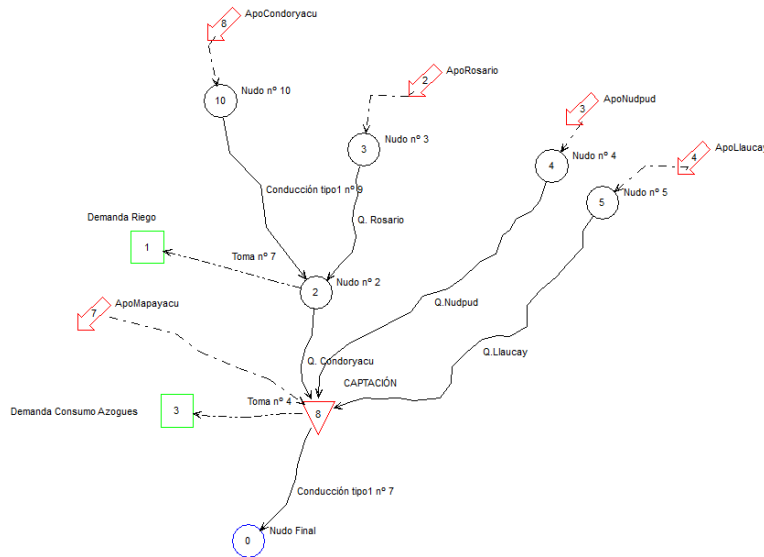 8
ApoCondoryacu
2
ApoRosario
10
Nudo nº 10
3
ApoNudpud
3
Nudo nº 3
4
ApoLlaucay
4
Nudo nº 4
5
Nudo nº 5
Conducción tipo1 nº 9
Q. Rosario
Demanda Riego
1
Toma nº 7
2
Nudo nº 2
7
ApoMapayacu
Q.Nudpud
Q. Condoryacu
Q.Llaucay
CAPTACIÓN
Demanda Consumo Azogues
3
Toma nº 4
8
Conducción tipo1 nº 7
0
Nudo Final